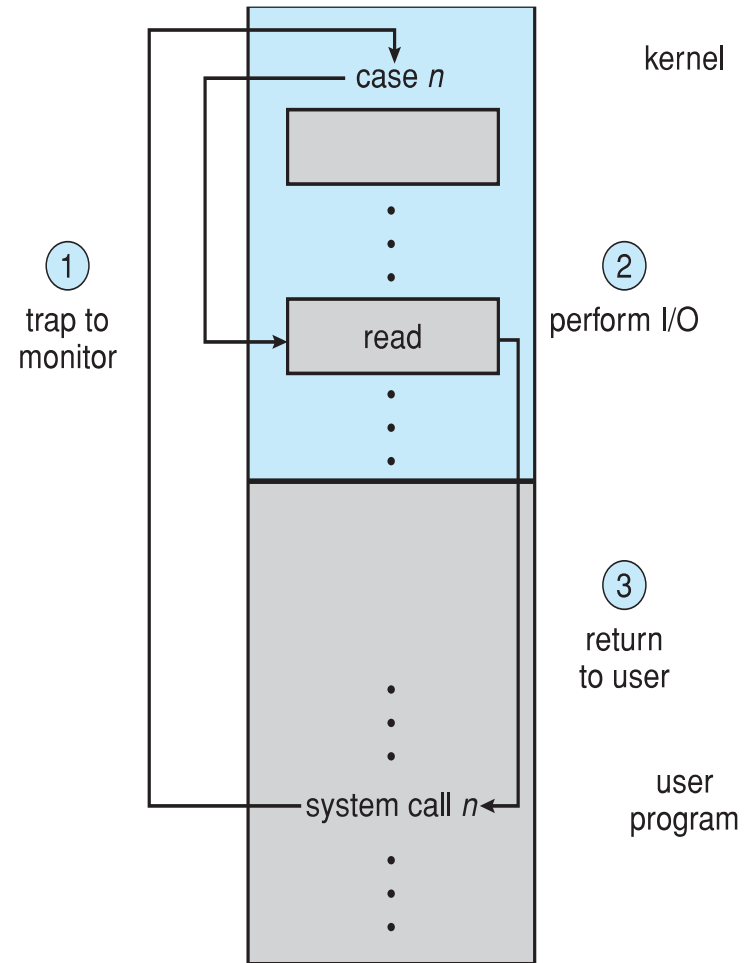 kernel
case n
1
trap to
monitor
2
perform I/O
read
3
return
to user
system call n
user
program